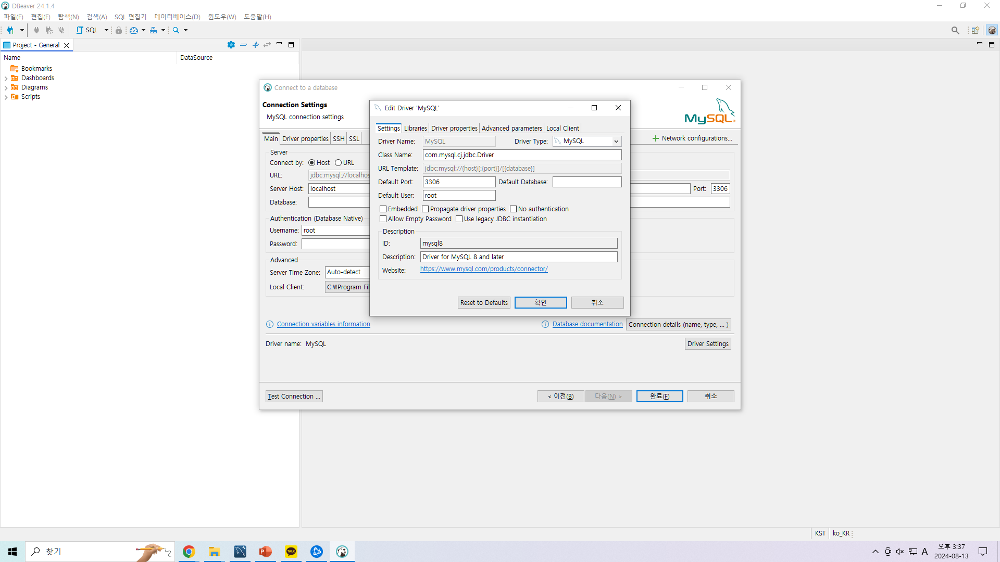 DBeaver 24.1.4
파일(F) 편집(E) 탐색(N) 검색(A) SQL 편집기 데이터베이스(D) 윈도우(W) 도움말(H)
SQL
Project - General
Name DataSource
Bookmarks
Dashboards
Diagrams
Scripts
Connect to a database
Connection Settings
MySQL connection settings
MySQL
Main Driver properties SSH SSL
Network configurations...
Server
Connect by: Host URL
URL: jdbc:mysql://localhos
Server Host: localhost
Port: 3306
Database:
Authentication (Database Native)
Username: root
Password:
Advanced
Server Time Zone: Auto-detect
Local Client: C:₩Program Fil
Connection variables information
Database documentation
Connection details (name, type, ... )
Driver name: MySQL
Driver Settings
Test Connection ...
< 이전(B)
다음(N) >
완료(F)
취소
Edit Driver 'MySQL'
Settings Libraries Driver properties Advanced parameters Local Client
Driver Name: MySQL Driver Type: MySQL
Class Name: com.mysql.cj.jdbc.Driver
URL Template: jdbc:mysql://{host}[:{port}]/[{database}]
Default Port: 3306 Default Database:
Default User: root
Embedded Propagate driver properties No authentication
Allow Empty Password Use legacy JDBC instantiation
Description
ID: mysql8
Description: Driver for MySQL 8 and later
Website: https://www.mysql.com/products/connector/
Reset to Defaults
확인
취소
KST ko_KR
찾기
TALK
A
오후 3:37
2024-08-13